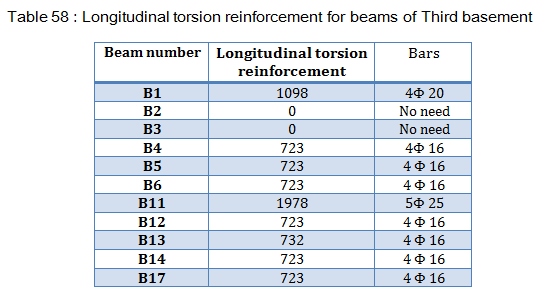 Table 58 : Longitudinal torsion reinforcement for beams of Third basement
Beam number Longitudinal torsion reinforcement Bars
B1 1098 4Φ 20
B2 0 No need
B3 0 No need
B4 723 4Φ 16
B5 723 4 Φ 16
B6 723 4 Φ 16
B11 1978 5Φ 25
B12 723 4 Φ 16
B13 732 4 Φ 16
B14 723 4 Φ 16
B17 723 4 Φ 16